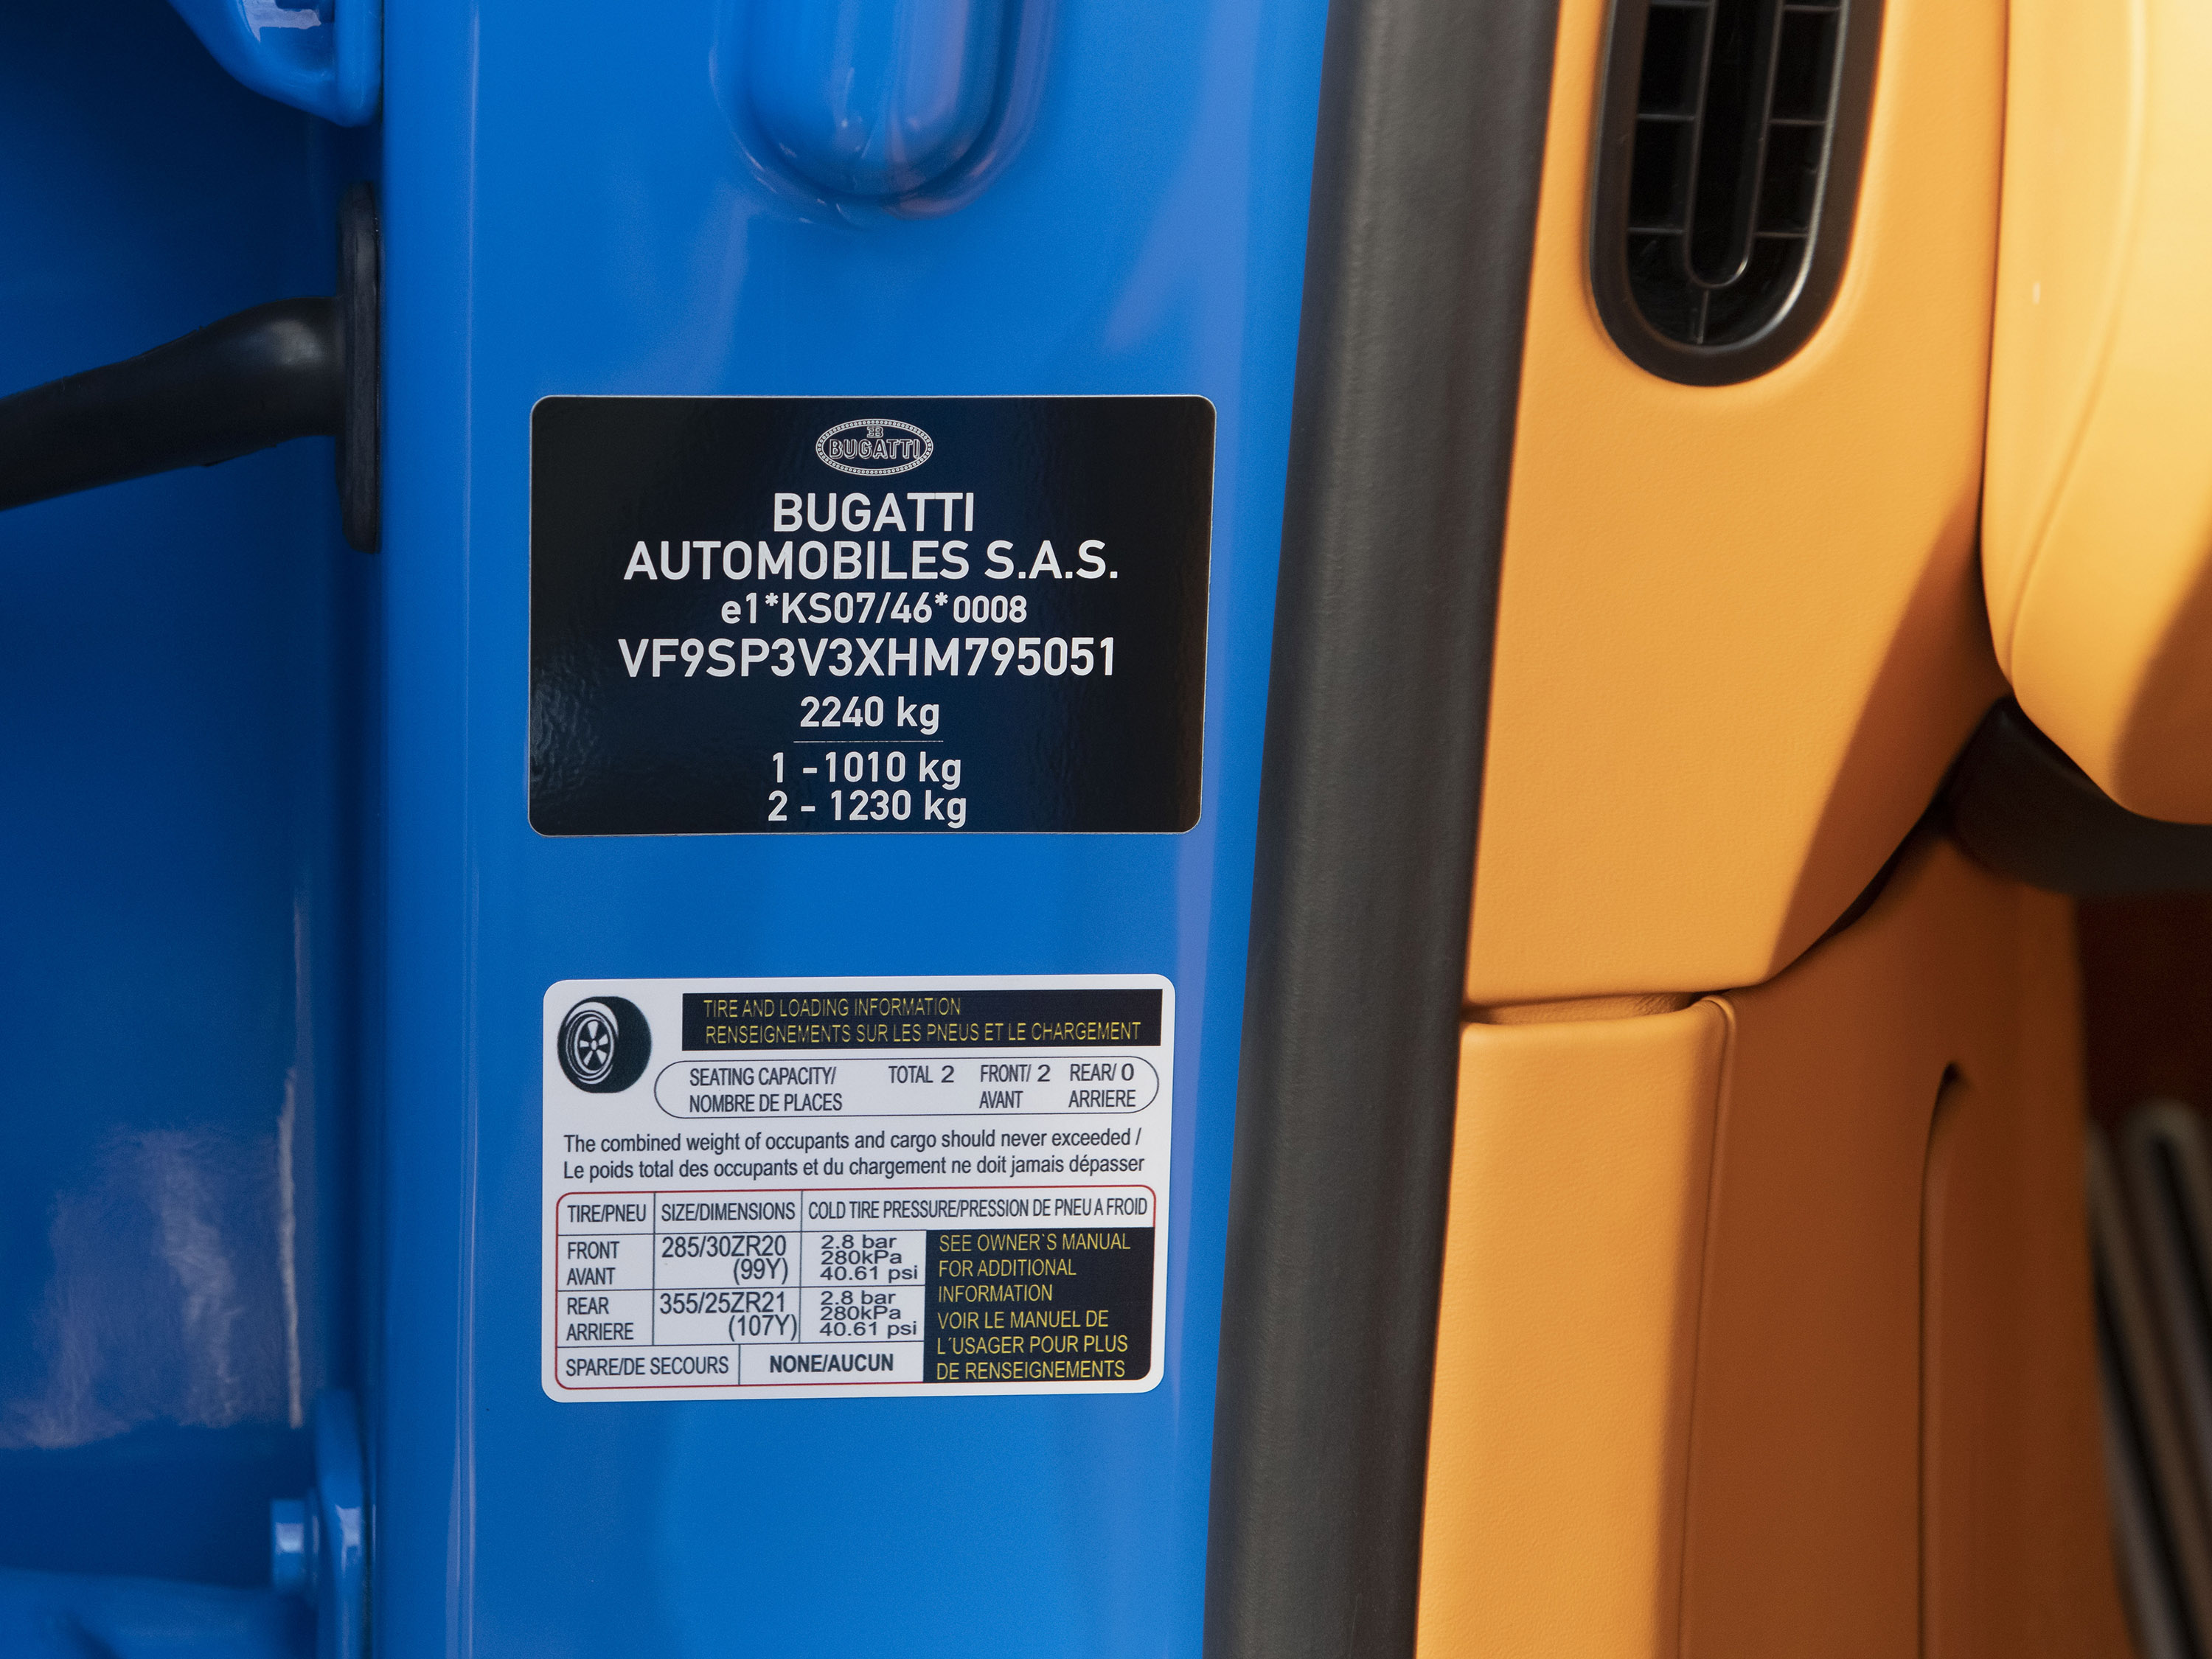 BUGATTI
BUGATTI
AUTOMOBILES S.A.S.
e1*KS07/46*0008
VF9SP3V3XHM795051
2240 kg
1 - 1010 kg
2 - 1230 kg
TIRE AND LOADING INFORMATION
RENSEIGNEMENTS SUR LES PNEUS ET LE CHARGEMENT
SEATING CAPACITY/ TOTAL 2 FRONT/ 2 REAR/ 0
NOMBRE DE PLACES AVANT ARRIERE
The combined weight of occupants and cargo should never exceeded /
Le poids total des occupants et du chargement ne doit jamais dépasser
TIRE/PNEU SIZE/DIMENSIONS COLD TIRE PRESSURE/PRESSION DE PNEU A FROID
FRONT
AVANT
285/30ZR20
(99Y)
2.8 bar
280kPa
40.61 psi
REAR
ARRIERE
355/25ZR21
(107Y)
2.8 bar
280kPa
40.61 psi
SPARE/DE SECOURS NONE/AUCUN
SEE OWNER`S MANUAL
FOR ADDITIONAL
INFORMATION
VOIR LE MANUEL DE
L´USAGER POUR PLUS
DE RENSEIGNEMENTS